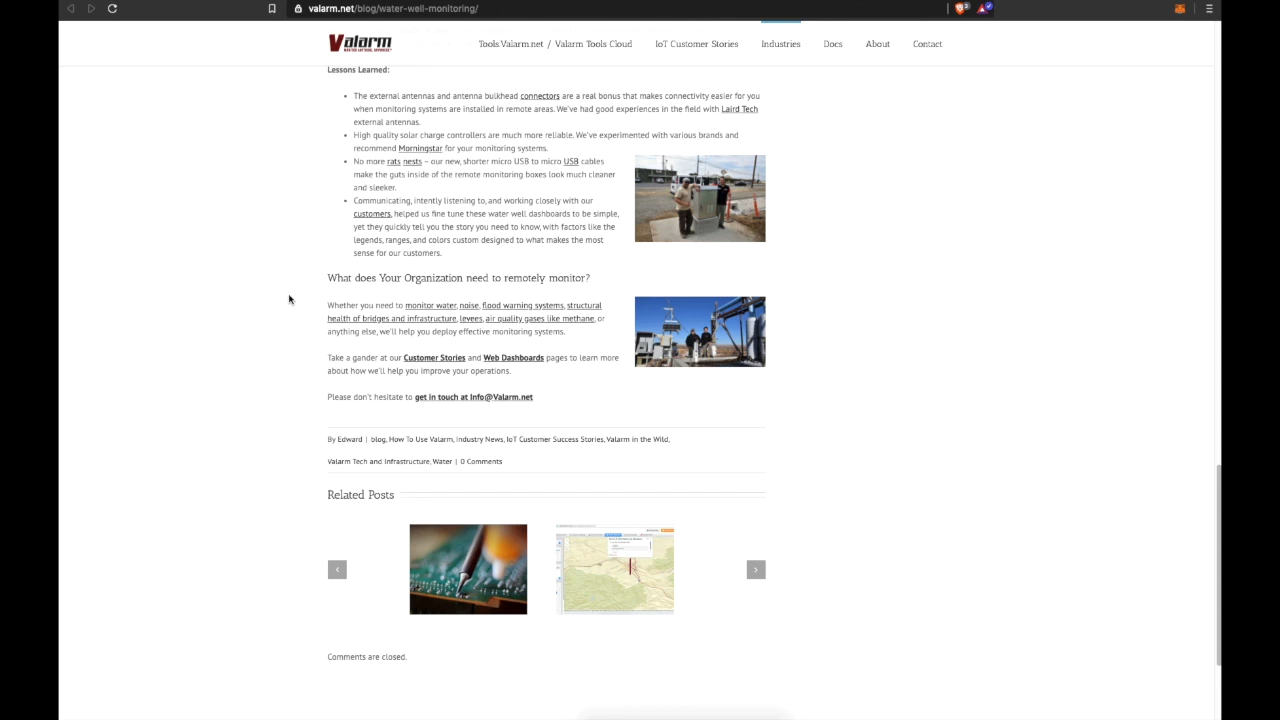 valarm.net/blog/water-well-monitoring/
Valarm
Tools.Valarm.net / Valarm Tools Cloud
IoT Customer Stories
Industries
Docs
About
Contact
Lessons Learned:
• The external antennas and antenna bulkhead connectors are a real bonus that makes connectivity easier for you
when monitoring systems are installed in remote areas. We've had good experiences in the field with Laird Tech
external antennas.
• High quality solar charge controllers are much more reliable. We've experimented with various brands and
recommend Morningstar for your monitoring systems.
• No more rats nests – our new, shorter micro USB to micro USB cables
make the guts inside of the remote monitoring boxes look much cleaner
and sleeker.
• Communicating, intently listening to, and working closely with our
customers, helped us fine tune these water well dashboards to be simple,
yet they quickly tell you the story you need to know, with factors like the
legends, ranges, and colors custom designed to what makes the most
sense for our customers.
What does Your Organization need to remotely monitor?
Whether you need to monitor water, noise, flood warning systems, structural
health of bridges and infrastructure, levees, air quality gases like methane, or
anything else, we'll help you deploy effective monitoring systems.
Take a gander at our Customer Stories and Web Dashboards pages to learn more
about how we'll help you improve your operations.
Please don't hesitate to get in touch at Info@Valarm.net
By Edward | blog, How To Use Valarm, Industry News, IoT Customer Success Stories, Valarm in the Wild,
Valarm Tech and Infrastructure, Water | 0 Comments
Related Posts
Comments are closed.